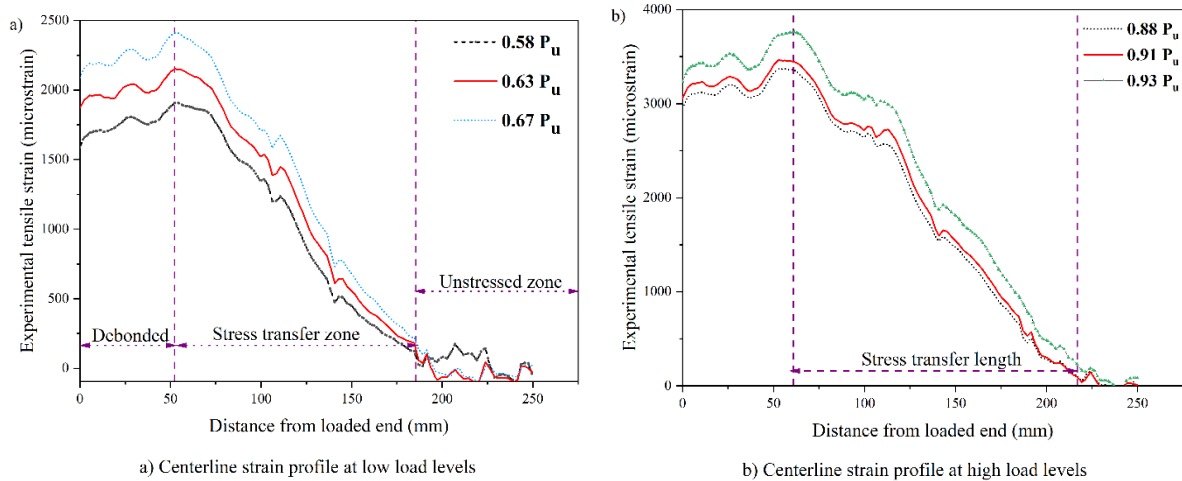 a)
2500
2000
1500
1000
500
0
Experimental tensile strain (microstrain)
0.58 Pu
0.63 Pu
0.67 Pu
Unstressed zone
Debonded
Stress transfer zone
0 50 100 150 200 250
Distance from loaded end (mm)
a) Centerline strain profile at low load levels
b)
4000
3000
2000
1000
0
Experimental tensile strain (microstrain)
0.88 Pu
0.91 Pu
0.93 Pu
Stress transfer length
0 50 100 150 200 250
Distance from loaded end (mm)
b) Centerline strain profile at high load levels